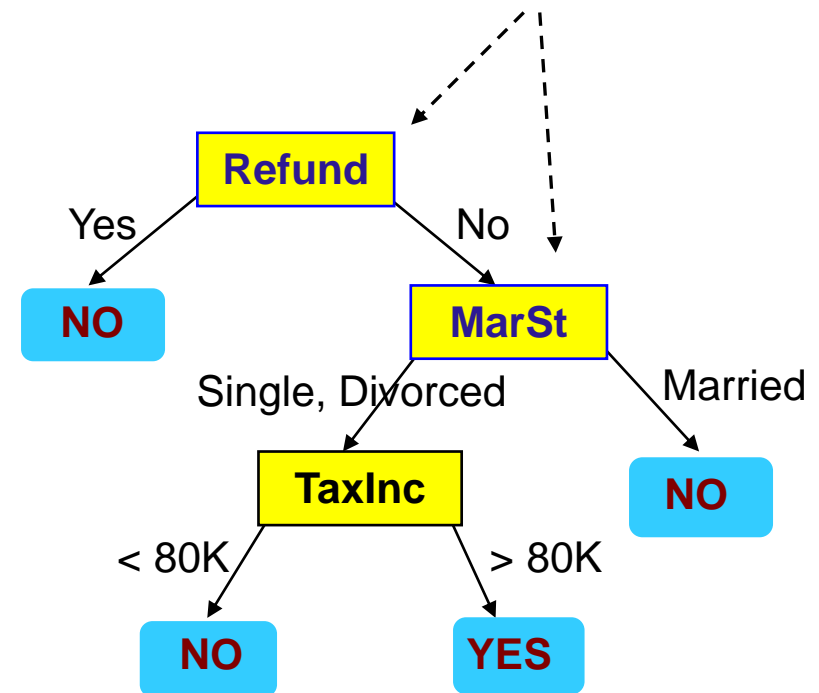 Refund
Yes
No
NO
MarSt
Single, Divorced
Married
TaxInc
NO
< 80K
> 80K
NO
YES